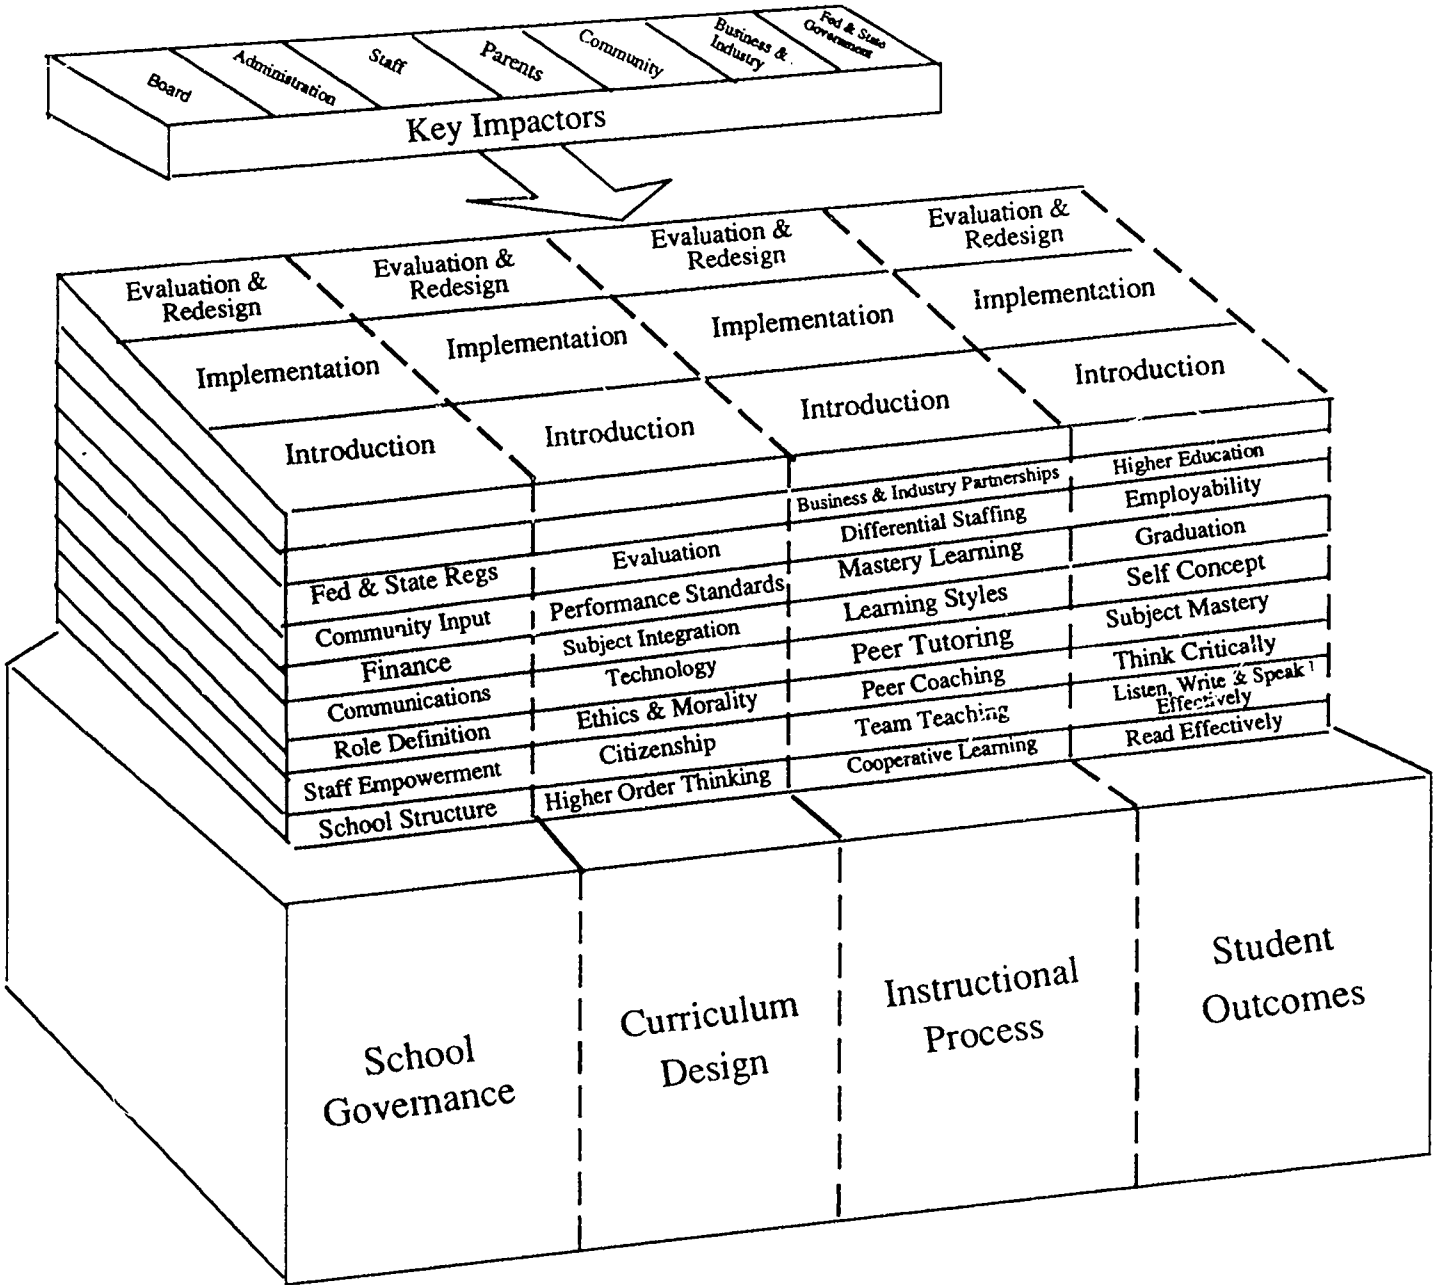 Board
Administration
Staff
Parents
Community
Business &
Industry
Fed & State
Government
Key Impactors
Evaluation &
Redesign
Evaluation &
Redesign
Evaluation &
Redesign
Evaluation &
Redesign
Implementation
Implementation
Implementation
Implementation
Introduction
Introduction
Introduction
Introduction
Fed & State Regs
Community Input
Finance
Communications
Role Definition
Staff Empowerment
School Structure
Evaluation
Performance Standards
Subject Integration
Technology
Ethics & Morality
Citizenship
Higher Order Thinking
Business & Industry Partnerships
Differential Staffing
Mastery Learning
Learning Styles
Peer Tutoring
Peer Coaching
Team Teaching
Cooperative Learning
Higher Education
Employability
Graduation
Self Concept
Subject Mastery
Think Critically
Listen, Write & Speak
Effectively
Read Effectively
School
Governance
Curriculum
Design
Instructional
Process
Student
Outcomes